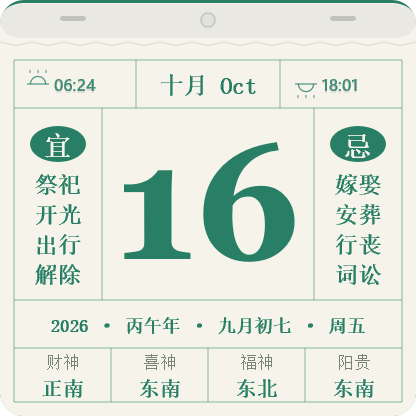 06:24
十月 Oct
18:01
宜
祭祀
开光
出行
解除
16
忌
嫁娶
安葬
行丧
词讼
2026 • 丙午年 • 九月初七 • 周五
财神 喜神 福神 阳贵
正南 东南 东北 东南